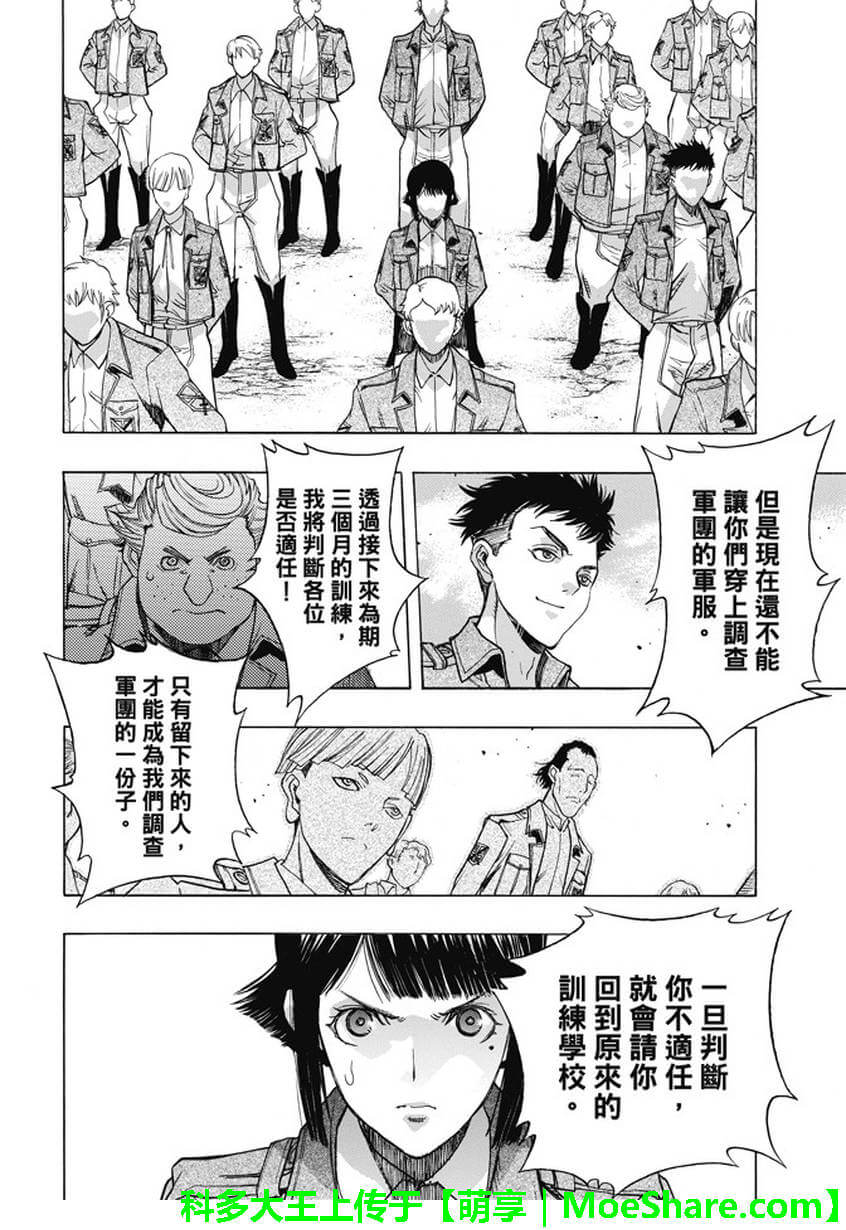 但是現在還不能
讓你們穿上調查
軍團的軍服。
透過接下來為期
三個月的訓練，
我將判斷各位
是否適任！
只有留下來的人，
才能成為我們調查
軍團的一份子。
一旦判斷
你不適任，
就會請你
回到原來的
訓練學校。
科多大王上传于【萌享｜MoeShare.com】